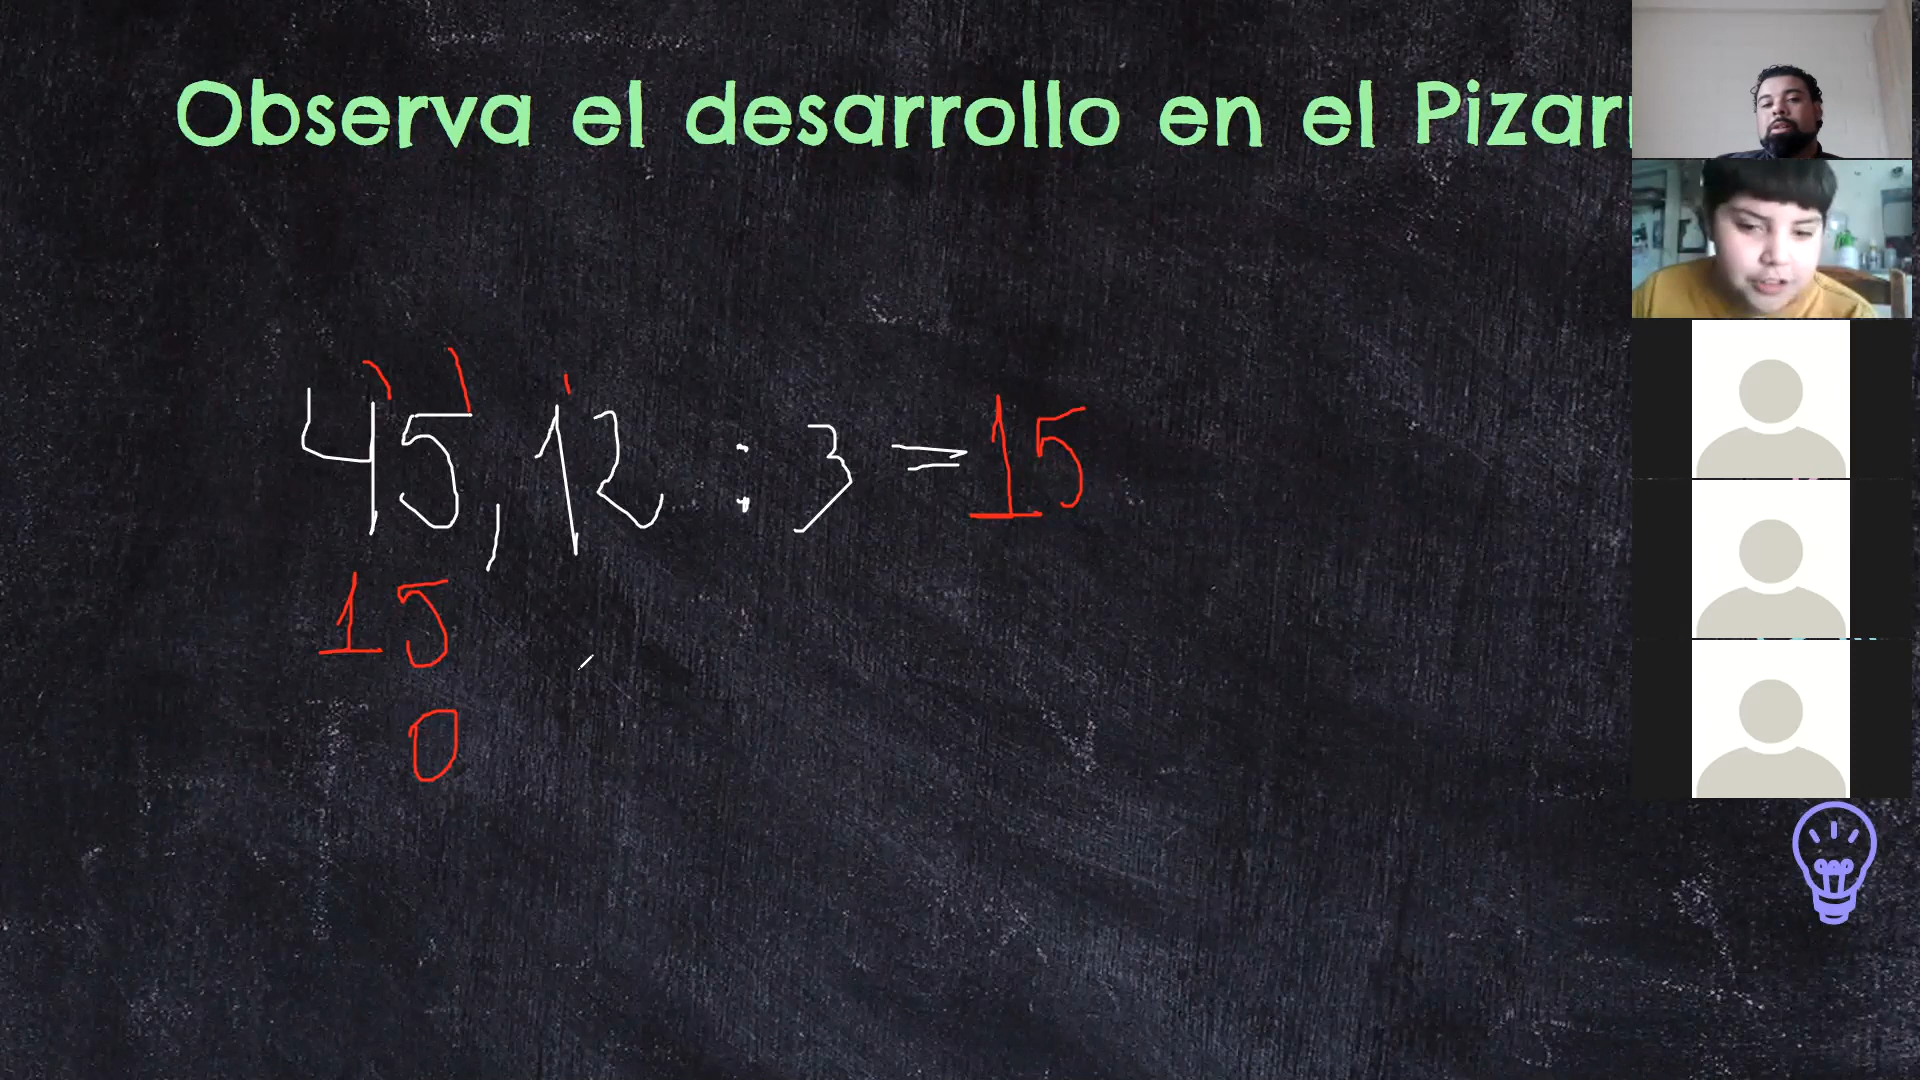 Observa el desarrollo en el Pizarr
45,12 : 3 = 15
15
0